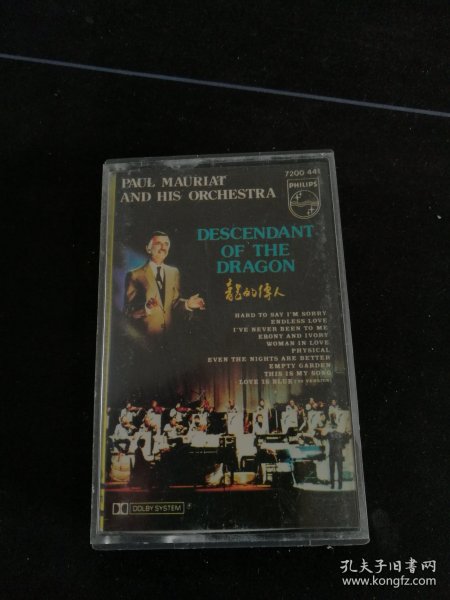 PAUL MAURIAT
AND HIS ORCHESTRA
7200 441
PHILIPS
DESCENDANT
OF THE
DRAGON
龍的傳人
HARD TO SAY I'M SORRY
ENDLESS LOVE
I'VE NEVER BEEN TO ME
EBONY AND IVORY
WOMAN IN LOVE
PHYSICAL
EVEN THE NIGHTS ARE BETTER
EMPTY GARDEN
THIS IS MY SONG
LOVE IS BLUE
DOLBY SYSTEM
孔夫子旧书网
www.kongfz.com